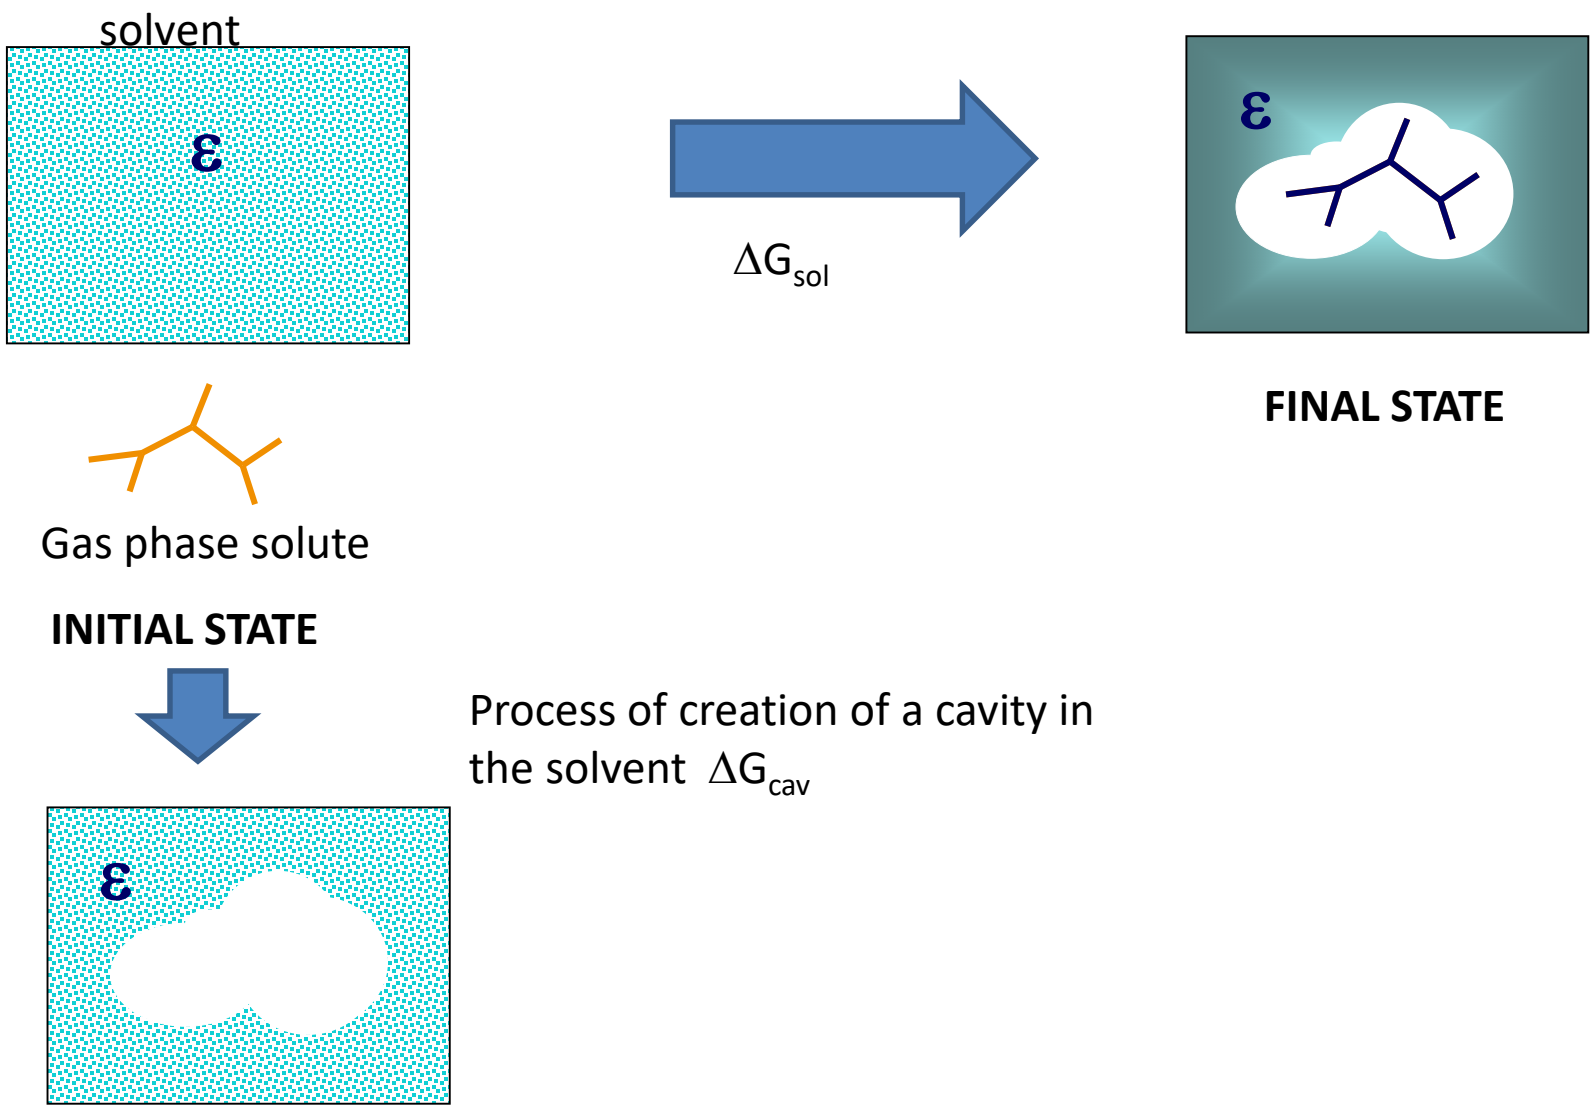 solvent
ε
ΔGsol
ε
FINAL STATE
Gas phase solute
INITIAL STATE
Process of creation of a cavity in
the solvent ΔGcav
ε